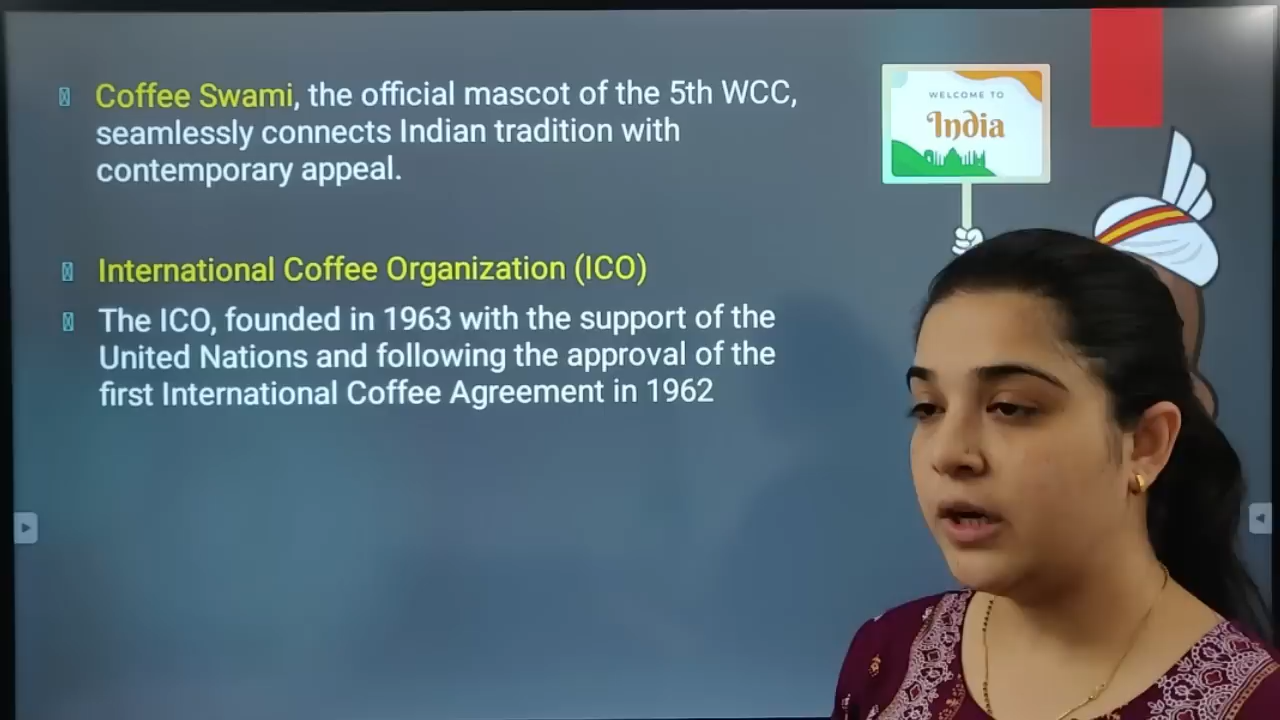 Coffee Swami, the official mascot of the 5th WCC,
seamlessly connects Indian tradition with
contemporary appeal.
WELCOME TO
India
International Coffee Organization (ICO)
The ICO, founded in 1963 with the support of the
United Nations and following the approval of the
first International Coffee Agreement in 1962